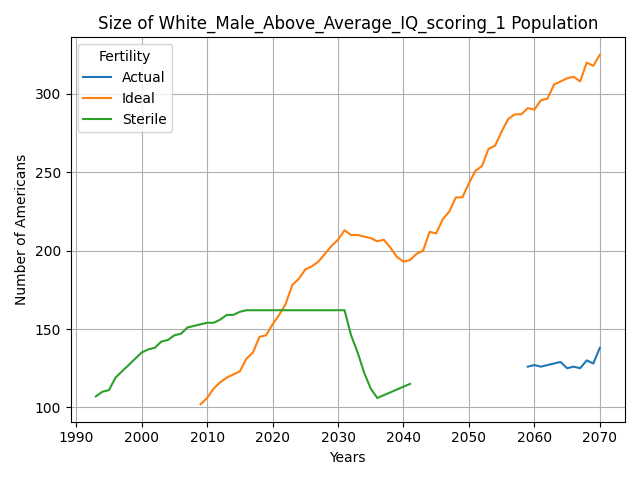 Size of White_Male_Above_Average_IQ_scoring_1 Population
Fertility
Actual
Ideal
Sterile
Number of Americans
300
250
200
150
100
1990 2000 2010 2020 2030 2040 2050 2060 2070
Years